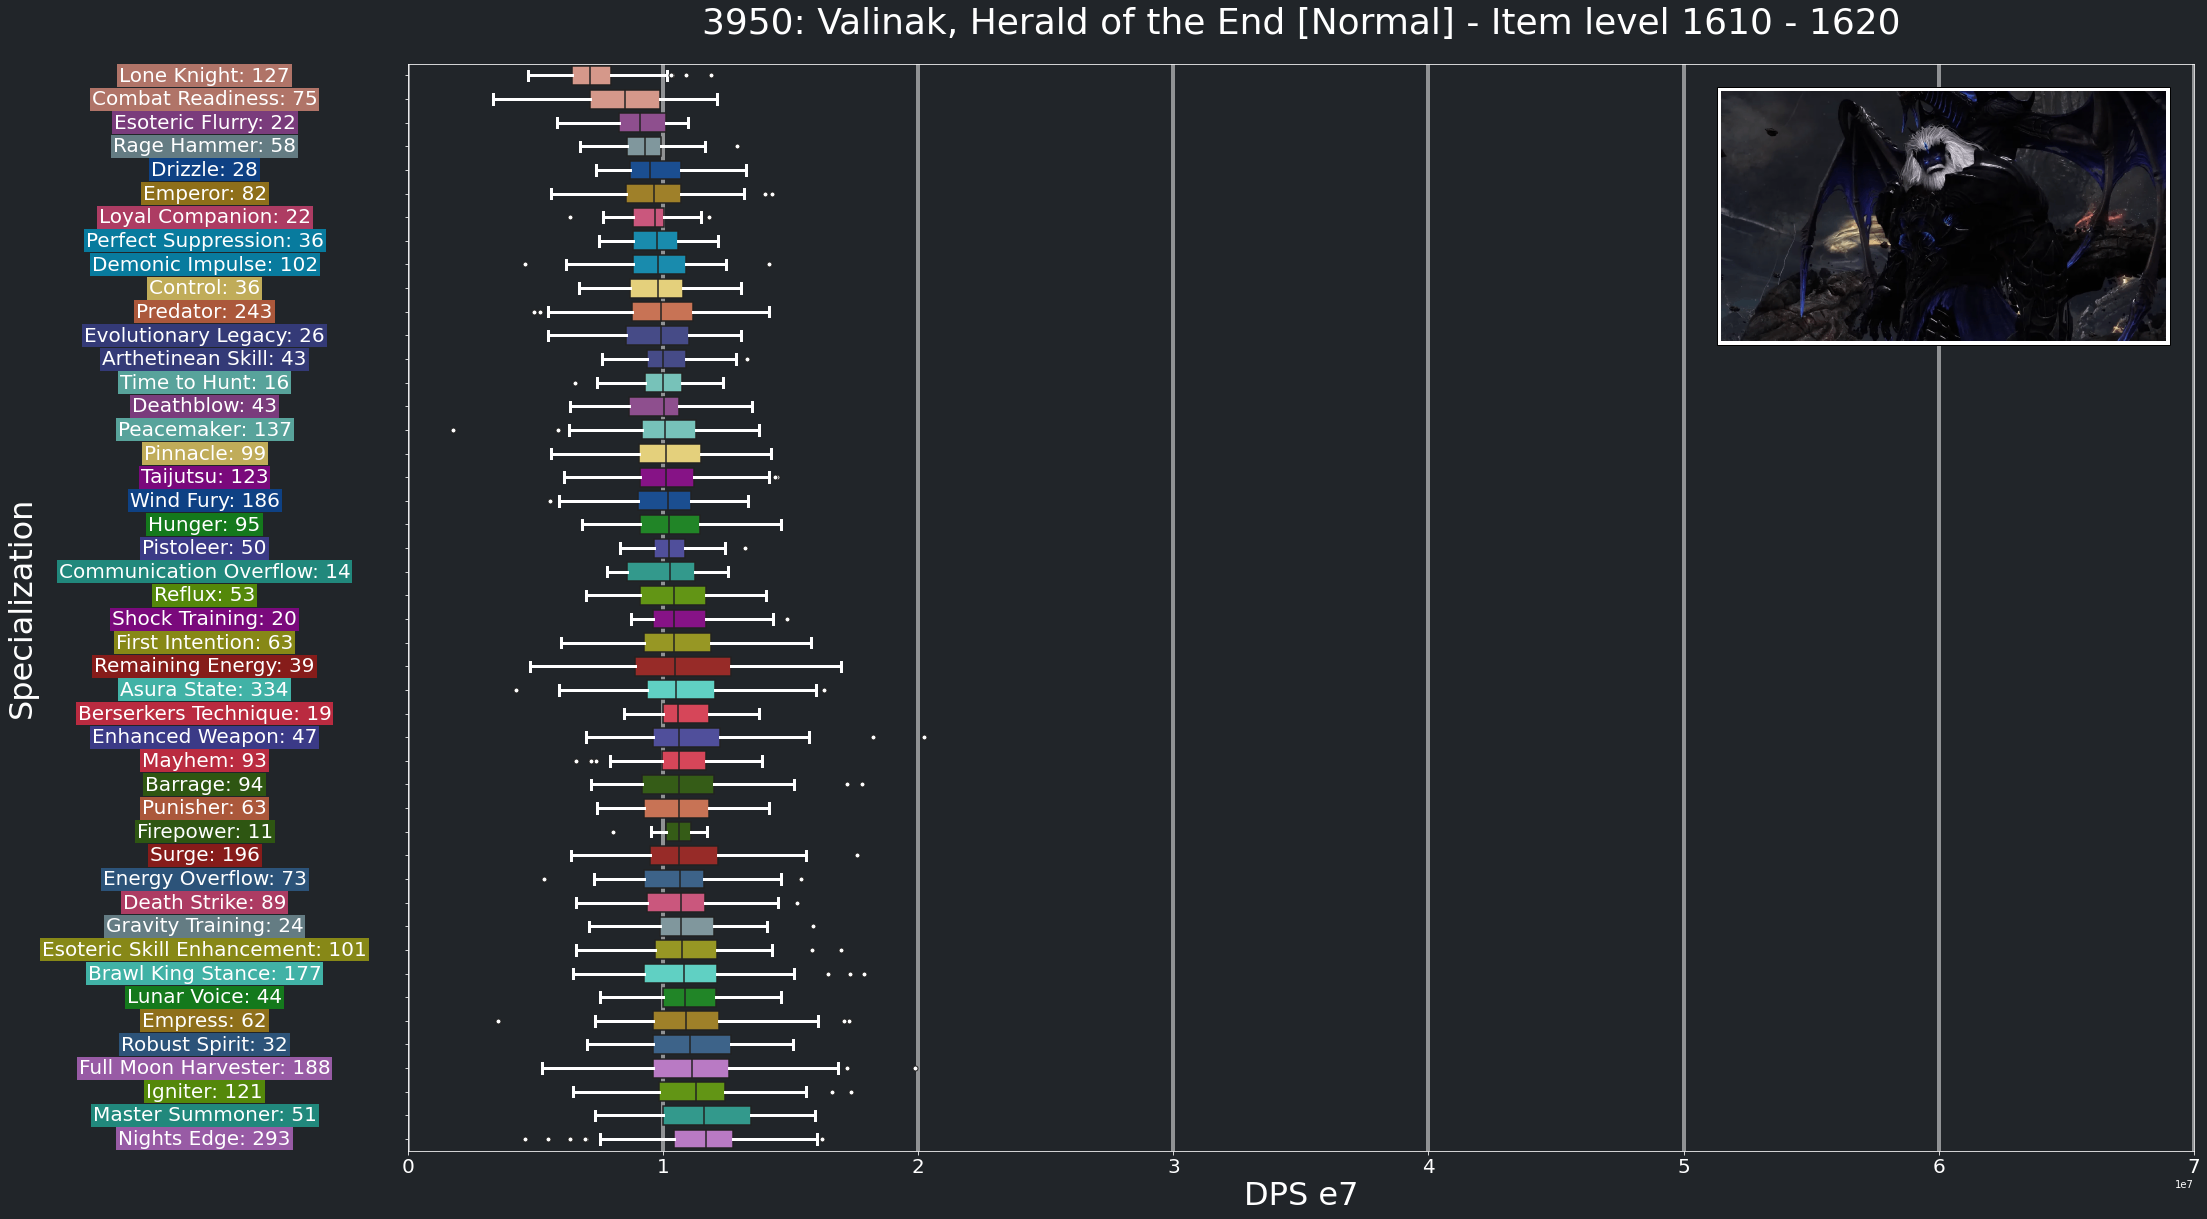 3950: Valinak, Herald of the End [Normal] - Item level 1610 - 1620
Specialization
Lone Knight: 127
Combat Readiness: 75
Esoteric Flurry: 22
Rage Hammer: 58
Drizzle: 28
Emperor: 82
Loyal Companion: 22
Perfect Suppression: 36
Demonic Impulse: 102
Control: 36
Predator: 243
Evolutionary Legacy: 26
Arthetinean Skill: 43
Time to Hunt: 16
Deathblow: 43
Peacemaker: 137
Pinnacle: 99
Taijutsu: 123
Wind Fury: 186
Hunger: 95
Pistoleer: 50
Communication Overflow: 14
Reflux: 53
Shock Training: 20
First Intention: 63
Remaining Energy: 39
Asura State: 334
Berserkers Technique: 19
Enhanced Weapon: 47
Mayhem: 93
Barrage: 94
Punisher: 63
Firepower: 11
Surge: 196
Energy Overflow: 73
Death Strike: 89
Gravity Training: 24
Esoteric Skill Enhancement: 101
Brawl King Stance: 177
Lunar Voice: 44
Empress: 62
Robust Spirit: 32
Full Moon Harvester: 188
Igniter: 121
Master Summoner: 51
Nights Edge: 293
0 1 2 3 4 5 6 7
1e7
DPS e7